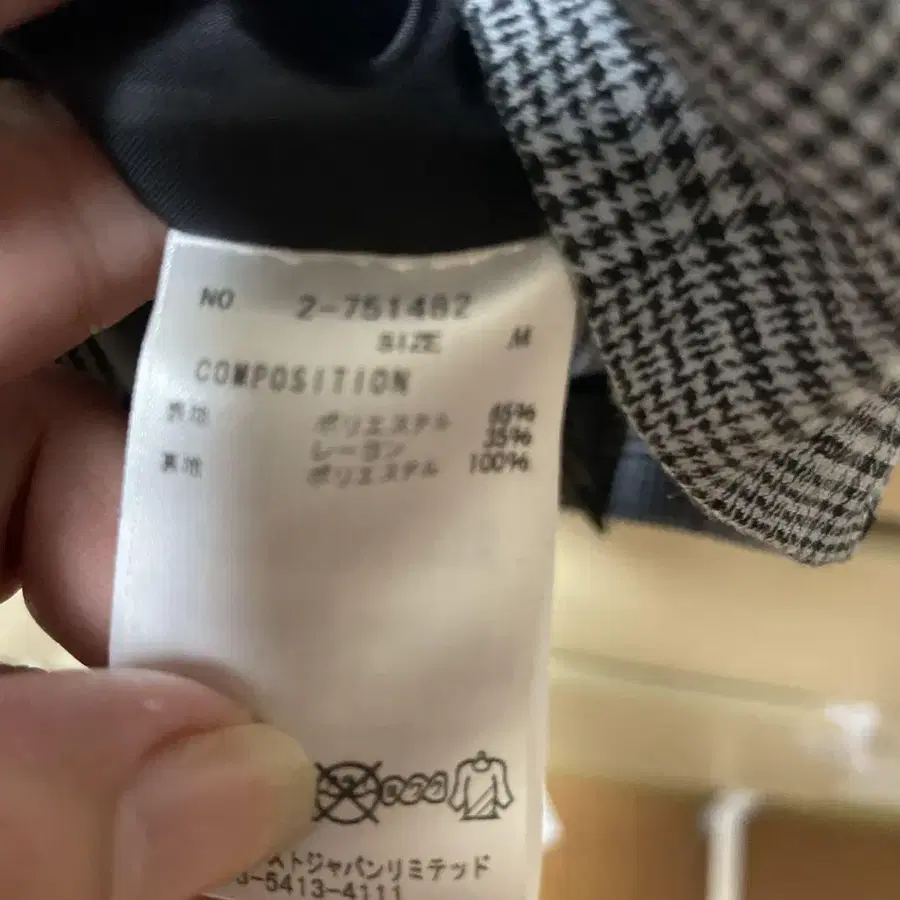 NO 2-751482
SIZE M
COMPOSITION
表地 ポリエステル 65%
レーヨン 35%
裏地 ポリエステル 100%
ストジャパンリミテッド
3-5413-4111